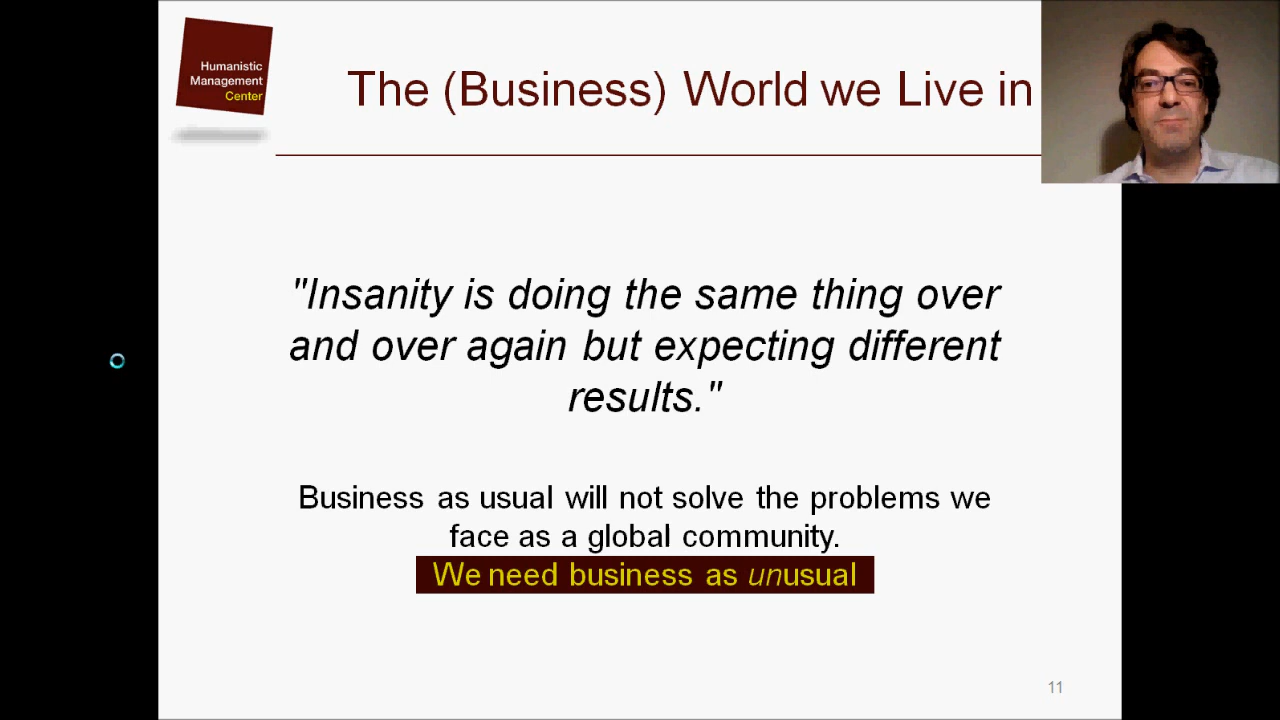 Humanistic
Management
Center
The (Business) World we Live in
"Insanity is doing the same thing over
and over again but expecting different
results."
Business as usual will not solve the problems we
face as a global community.
We need business as unusual
11